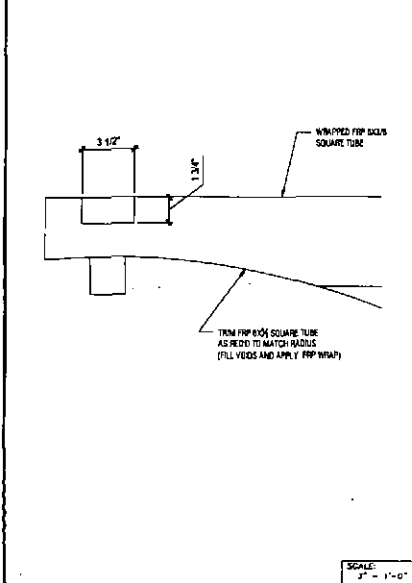 3 1/2"
1 3/4"
WRAPPED FRP
SQUARE TUBE
TRIM FRP SQUARE TUBE
AS REQ'D TO MATCH RADIUS
(FILL VOIDS AND APPLY FRP WRAP)
SCALE:
3" = 1'-0"